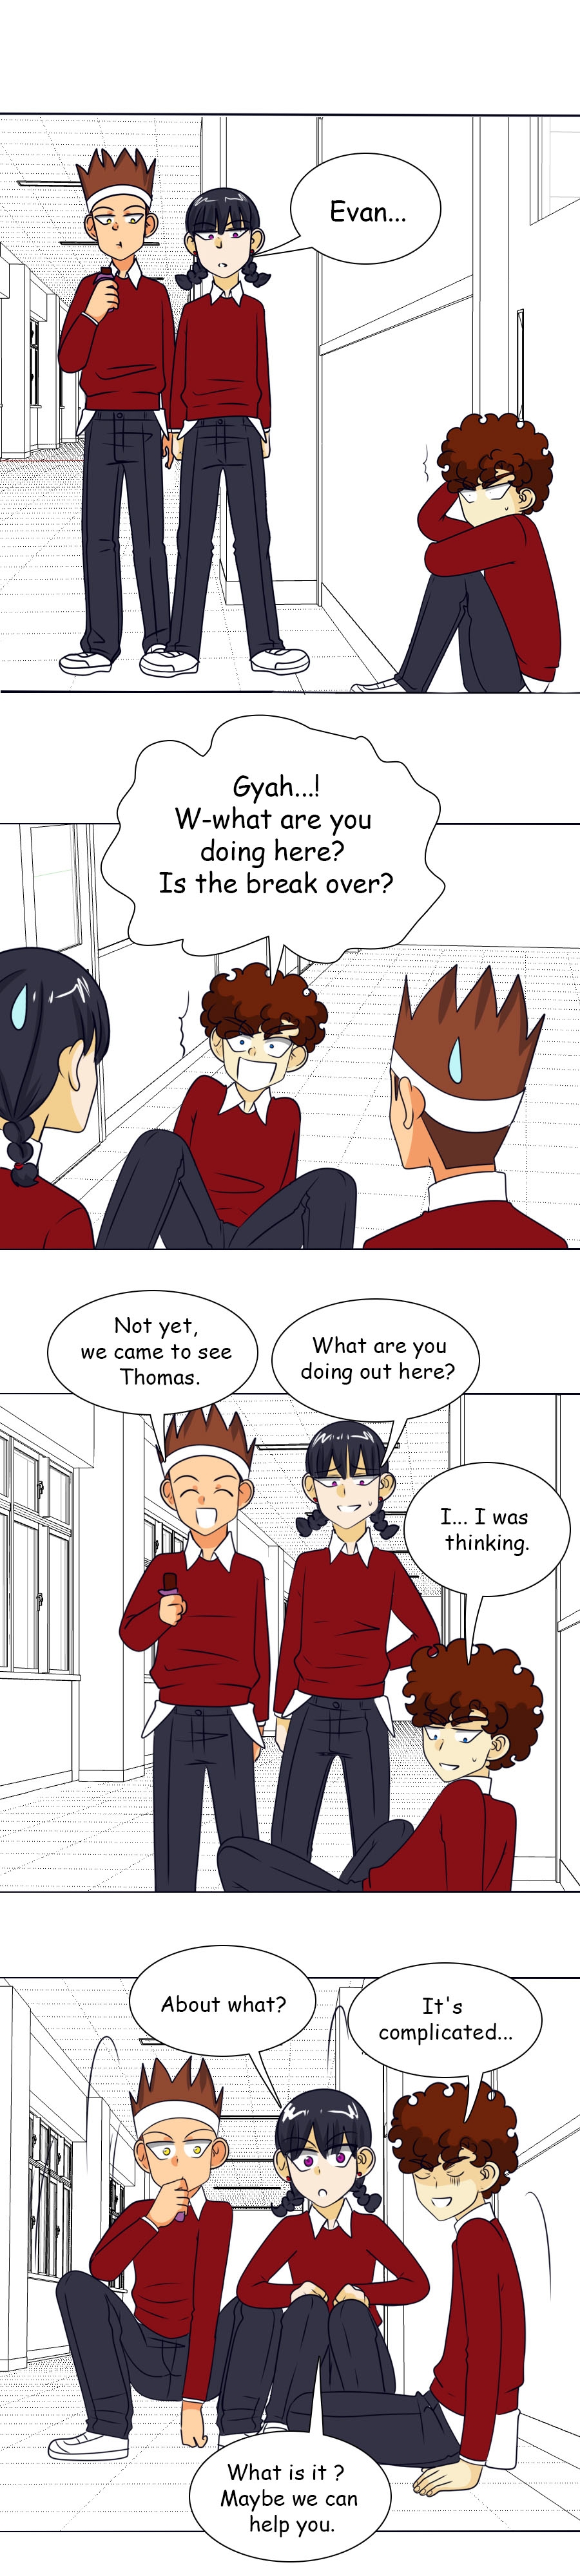 Evan...
Gyah...!
W-what are you
doing here?
Is the break over?
Not yet,
we came to see
Thomas.
What are you
doing out here?
I... I was
thinking.
About what?
It's
complicated...
What is it ?
Maybe we can
help you.